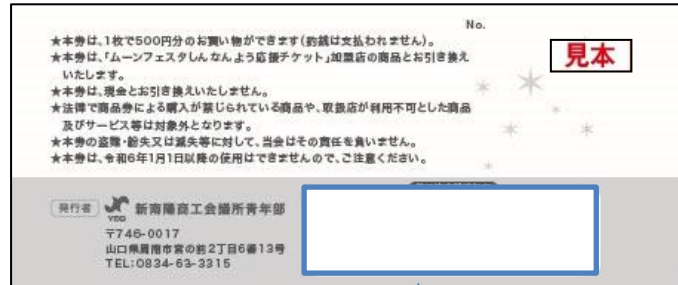 No.
見本
★本券は、1枚で500円分のお買い物ができます(釣銭は支払われません)。
★本券は、「ムーンフェスタしんなんよう応援チケット」加盟店の商品とお引き換え
いたします。
★本券は、現金とお引き換えいたしません。
★法律で商品券による購入が禁じられている商品や、取扱店が利用不可とした商品
及びサービス等は対象外となります。
★本券の盗難・紛失又は滅失等に対して、当会はその責任を負いません。
★本券は、令和6年1月1日以降の使用はできませんので、ご注意ください。
発行者 YEG 新南陽商工会議所青年部
〒746-0017
山口県周南市宮の前2丁目6番13号
TEL:0834-63-3315